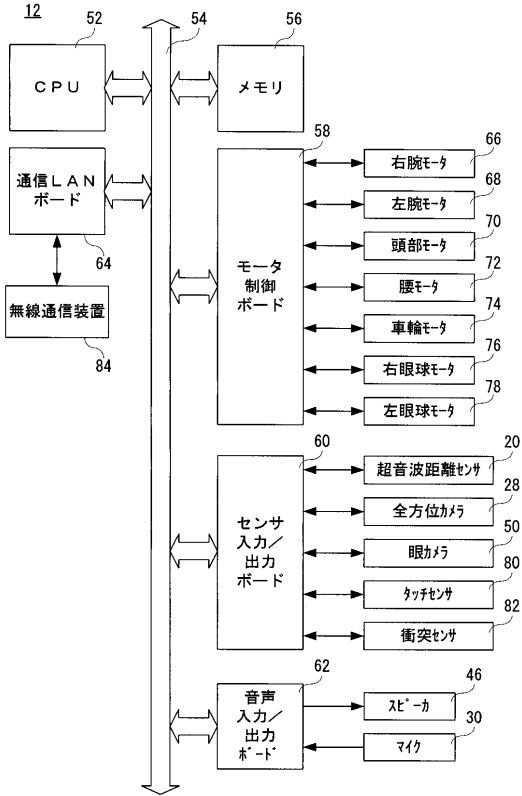 12
52
54
56
CPU
メモリ
58
通信LAN
ボード
64
無線通信装置
84
モータ
制御
ボード
右腕モータ
66
左腕モータ
68
頭部モータ
70
腰モータ
72
車輪モータ
74
右眼球モータ
76
左眼球モータ
78
60
センサ
入力/
出力
ボード
超音波距離センサ
20
全方位カメラ
28
眼カメラ
50
タッチセンサ
80
衝突センサ
82
62
音声
入力/
出力
ボード
スピーカ
46
マイク
30